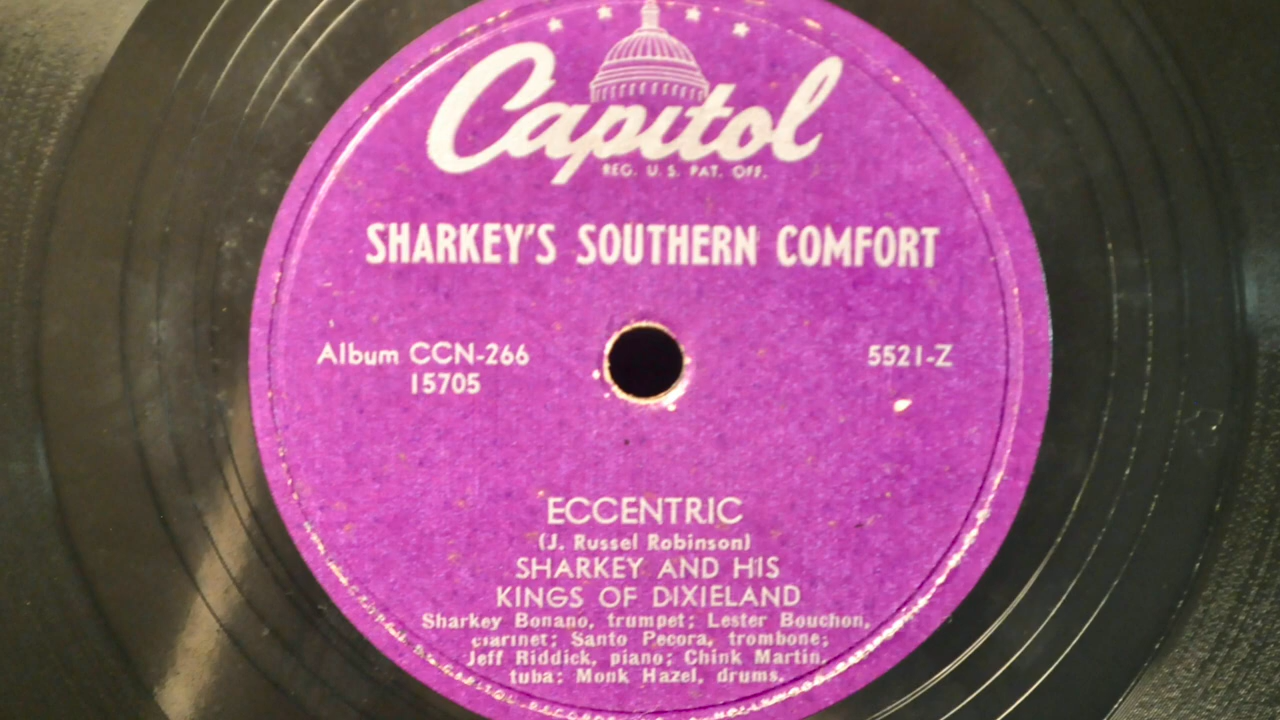 Capitol
REG. U. S. PAT. OFF.
SHARKEY'S SOUTHERN COMFORT
Album CCN-266
15705
5521-Z
ECCENTRIC
(J. Russel Robinson)
SHARKEY AND HIS
KINGS OF DIXIELAND
Sharkey Bonano, trumpet; Lester Bouchon,
clarinet; Santo Pecora, trombone;
Jeff Riddick, piano; Chink Martin,
tuba; Monk Hazel, drums.